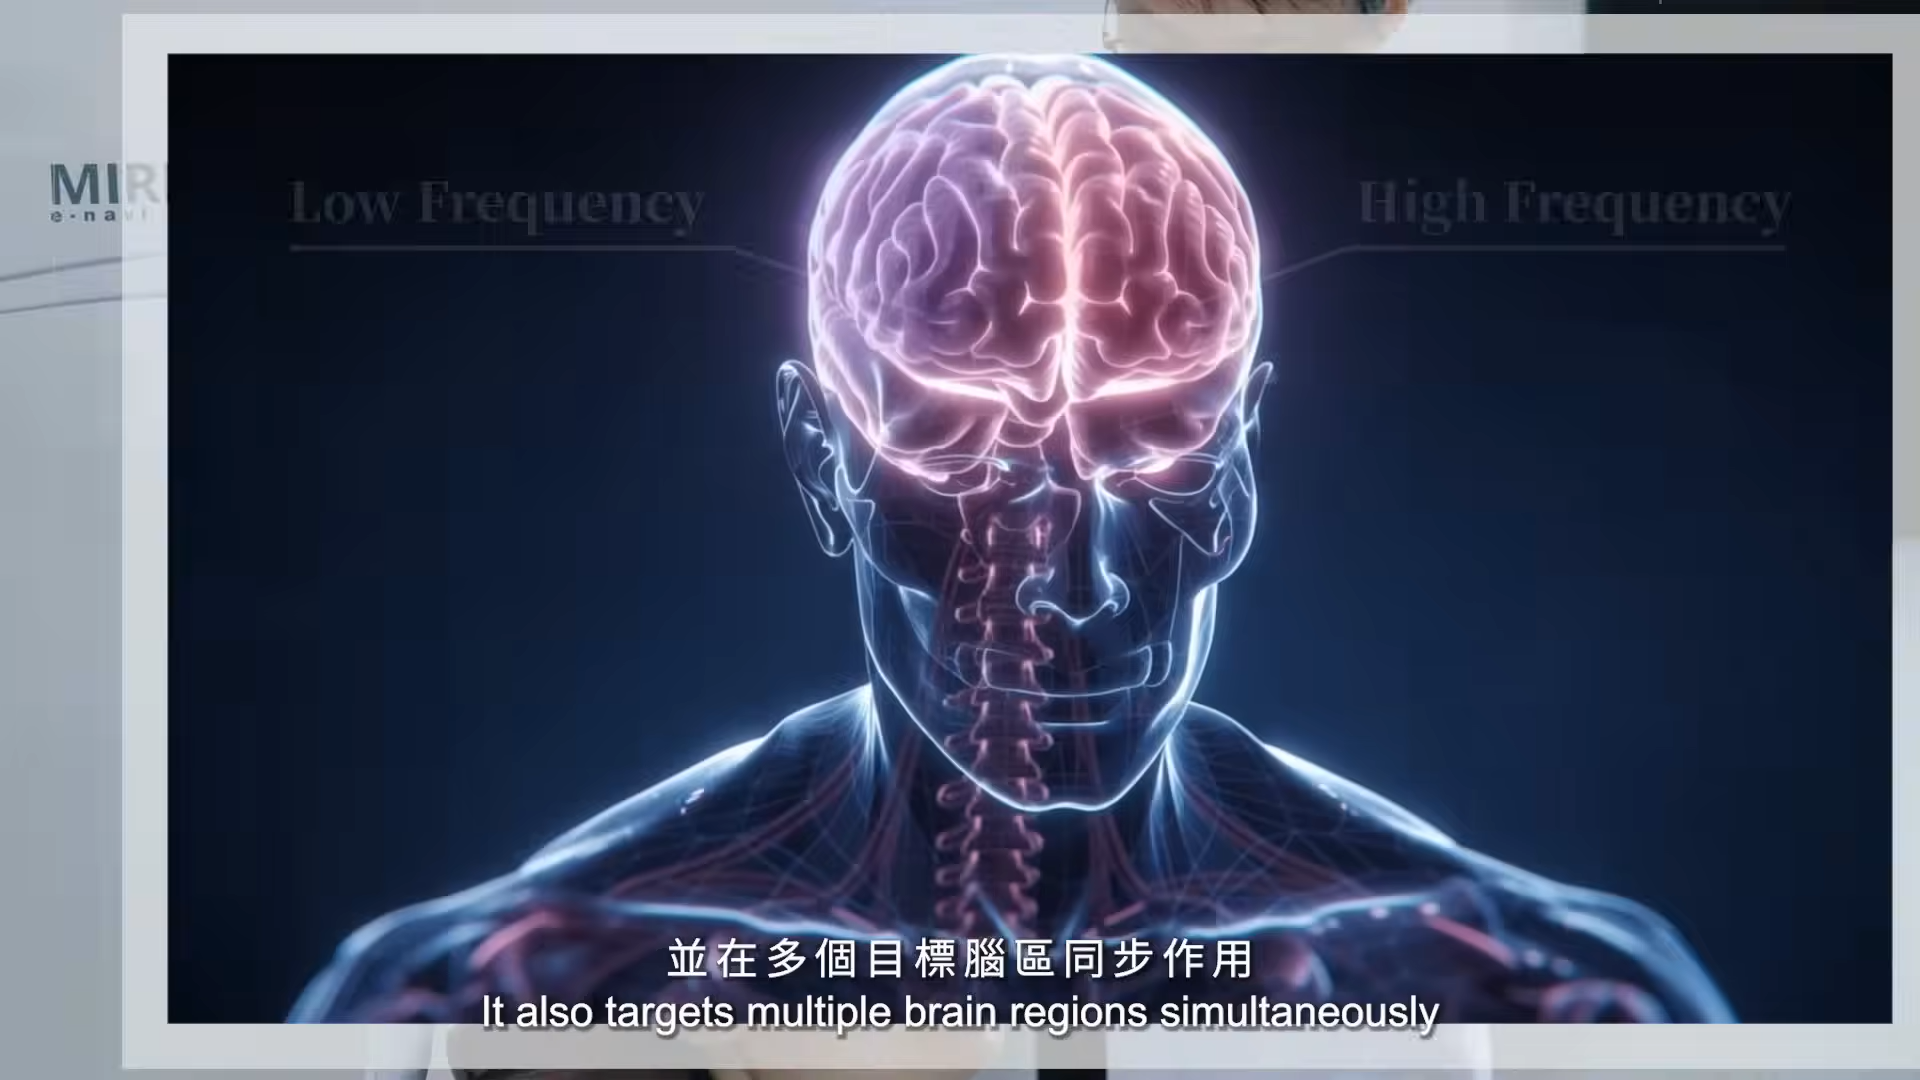 MIR
e-navi
Low Frequency
High Frequency
並在多個目標腦區同步作用
It also targets multiple brain regions simultaneously